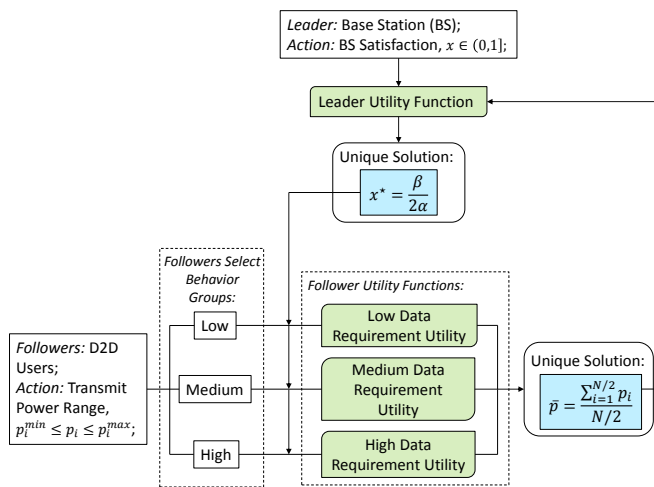 Leader: Base Station (BS);
Action: BS Satisfaction, x ∈ (0,1];
Leader Utility Function
Unique Solution:
x⋆ = β / 2α
Followers Select
Behavior
Groups:
Follower Utility Functions:
Low
Low Data
Requirement Utility
Followers: D2D
Users;
Action: Transmit
Power Range,
p_i^min ≤ p_i ≤ p_i^max;
Medium
Medium Data
Requirement
Utility
High
High Data
Requirement Utility
Unique Solution:
p̄ = ∑_{i=1}^{N/2} p_i / N/2